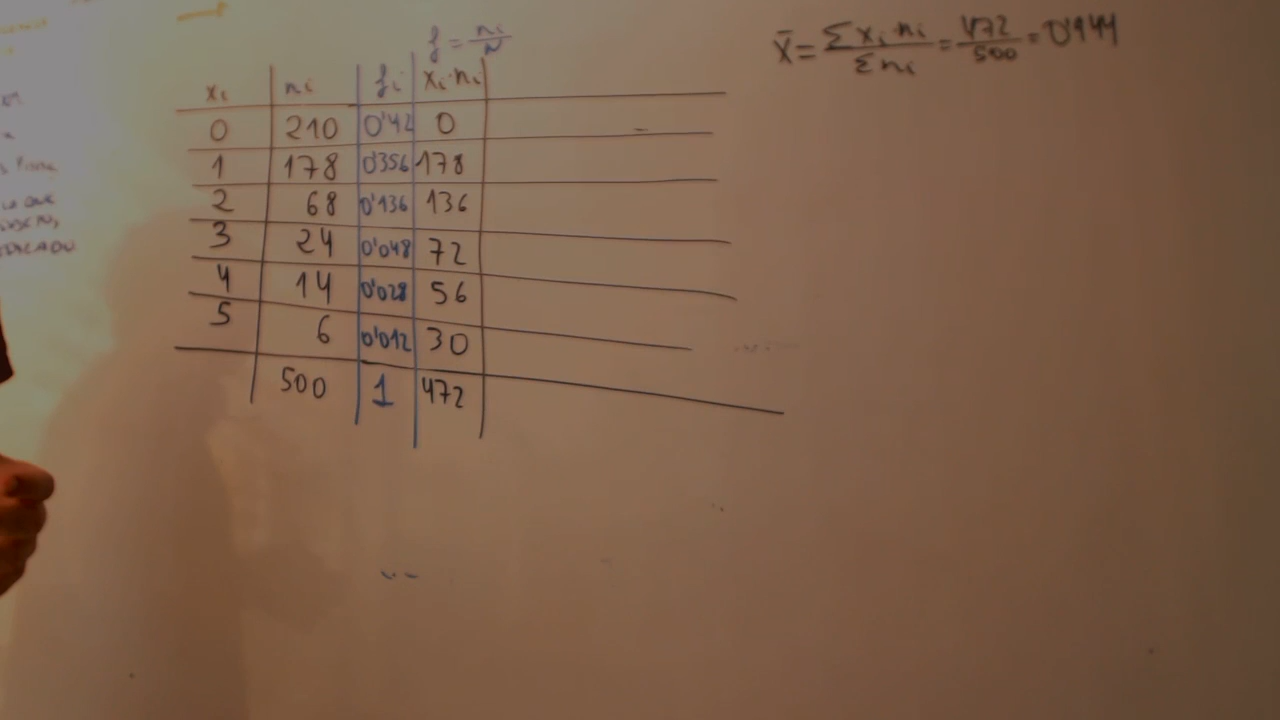 f = ni/N
xi ni fi xi·ni
0 210 0'42 0
1 178 0'356 178
2 68 0'136 136
3 24 0'048 72
4 14 0'028 56
5 6 0'012 30
500 1 472
x̄ = Σxi·ni/Σni = 472/500 = 0'944
LO QUE